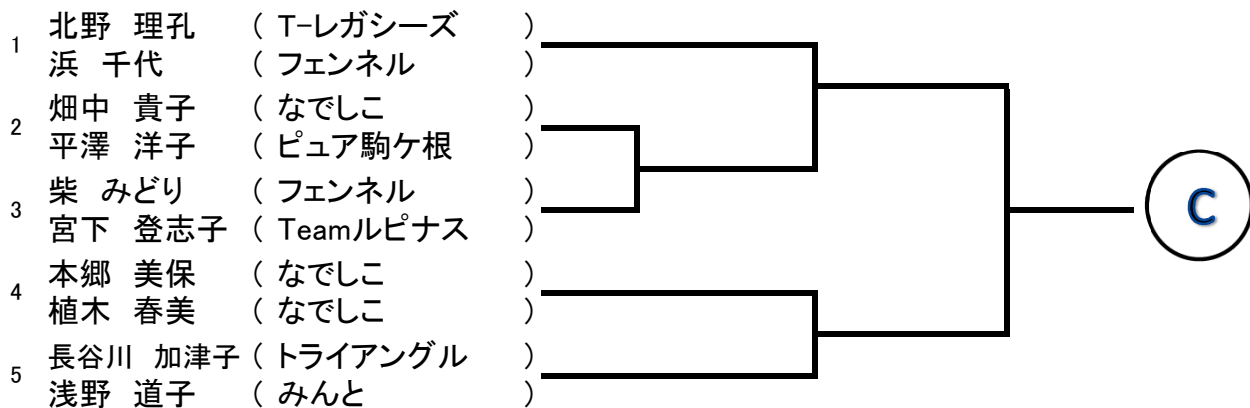 1 北野 理孔 ( T-レガシーズ )
浜 千代 ( フェンネル )
2 畑中 貴子 ( なでしこ )
平澤 洋子 ( ピュア駒ケ根 )
3 柴 みどり ( フェンネル )
宮下 登志子 ( Teamルピナス )
4 本郷 美保 ( なでしこ )
植木 春美 ( なでしこ )
5 長谷川 加津子 ( トライアングル )
浅野 道子 ( みんと )
C